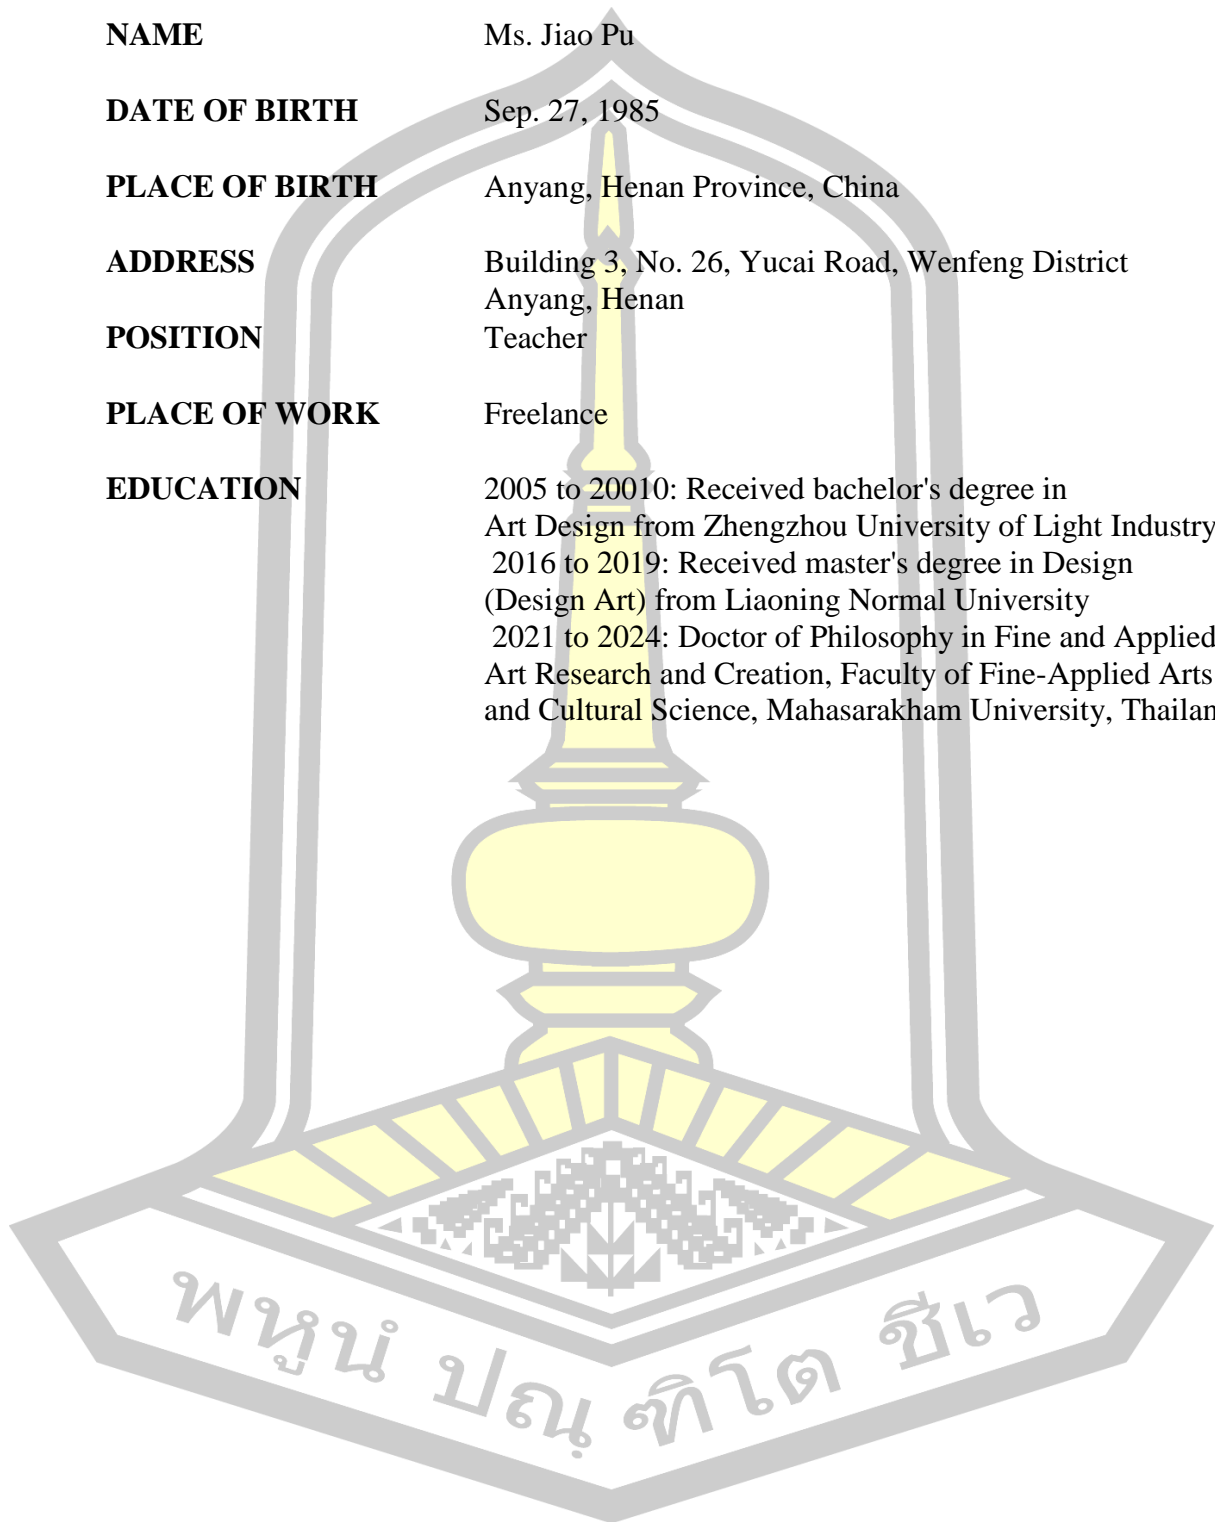 NAME Ms. Jiao Pu
DATE OF BIRTH Sep. 27, 1985
PLACE OF BIRTH Anyang, Henan Province, China
ADDRESS Building 3, No. 26, Yucai Road, Wenfeng District
Anyang, Henan
POSITION Teacher
PLACE OF WORK Freelance
EDUCATION 2005 to 20010: Received bachelor's degree in
Art Design from Zhengzhou University of Light Industry
2016 to 2019: Received master's degree in Design
(Design Art) from Liaoning Normal University
2021 to 2024: Doctor of Philosophy in Fine and Applied
Art Research and Creation, Faculty of Fine-Applied Arts
and Cultural Science, Mahasarakham University, Thailan
พหูนํ ปณฺฑิโต ชีเว